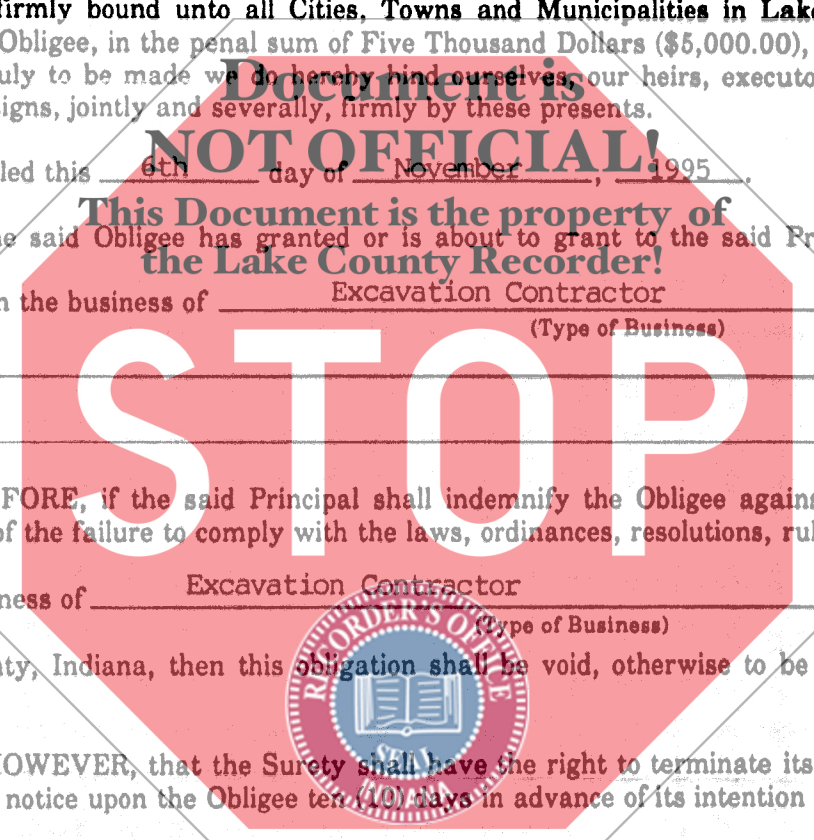 firmly bound unto all Cities, Towns and Municipalities in Lake
Obligee, in the penal sum of Five Thousand Dollars ($5,000.00),
uly to be made we do hereby bind ourselves, our heirs, executo
Document is
signs, jointly and severally, firmly by these presents.
NOT OFFICIAL!
led this 6th day of November, 1995.
This Document is the property of
e said Obligee has granted or is about to grant to the said Pr
the Lake County Recorder!
n the business of Excavation Contractor
(Type of Business)
STOP
FORE, if the said Principal shall indemnify the Obligee agains
of the failure to comply with the laws, ordinances, resolutions, rul
ness of Excavation Contractor
(Type of Business)
RECORDER'S OFFICE
nty, Indiana, then this obligation shall be void, otherwise to be
SEAL
INDIANA
HOWEVER, that the Surety shall have the right to terminate its
notice upon the Obligee ten (10) days in advance of its intention